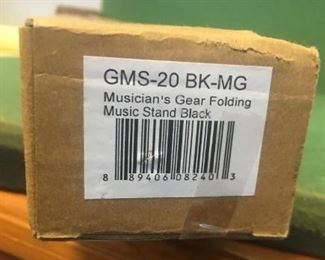 GMS-20 BK-MG
Musician's Gear Folding
Music Stand Black
8 89406 08240 3